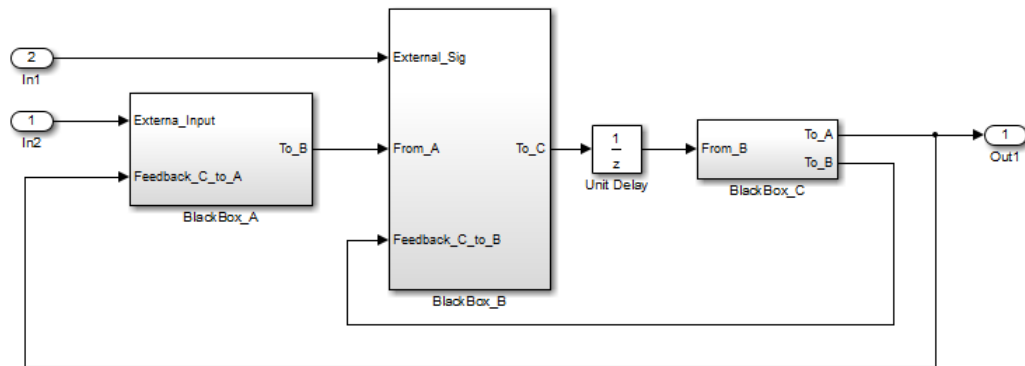 2
In1
1
In2
Externa_Input
Feedback_C_to_A
To_B
BlackBox_A
External_Sig
From_A
Feedback_C_to_B
To_C
BlackBox_B
1
z
Unit Delay
From_B
To_A
To_B
BlackBox_C
1
Out1